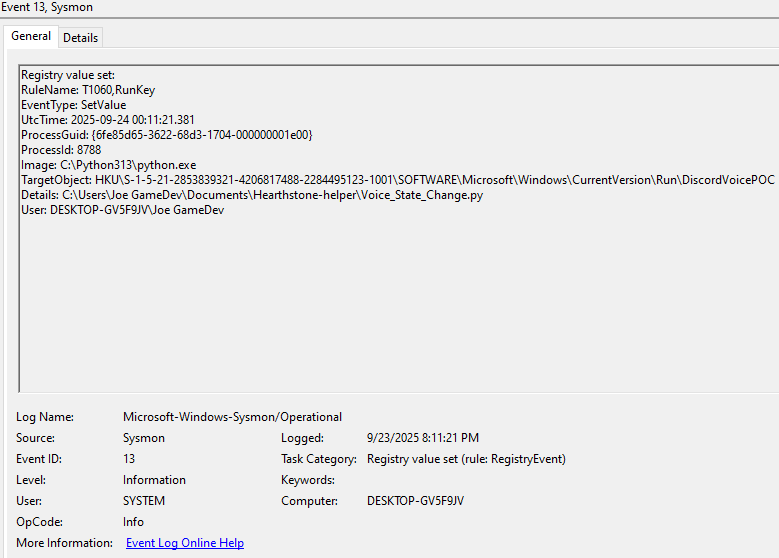 Event 13, Sysmon
General Details
Registry value set:
RuleName: T1060,RunKey
EventType: SetValue
UtcTime: 2025-09-24 00:11:21.381
ProcessGuid: {6fe85d65-3622-68d3-1704-000000001e00}
ProcessId: 8788
Image: C:\Python313\python.exe
TargetObject: HKU\S-1-5-21-2853839321-4206817488-2284495123-1001\SOFTWARE\Microsoft\Windows\CurrentVersion\Run\DiscordVoicePOC
Details: C:\Users\Joe GameDev\Documents\Hearthstone-helper\Voice_State_Change.py
User: DESKTOP-GV5F9JV\Joe GameDev
Log Name: Microsoft-Windows-Sysmon/Operational
Source: Sysmon Logged: 9/23/2025 8:11:21 PM
Event ID: 13 Task Category: Registry value set (rule: RegistryEvent)
Level: Information Keywords:
User: SYSTEM Computer: DESKTOP-GV5F9JV
OpCode: Info
More Information: Event Log Online Help